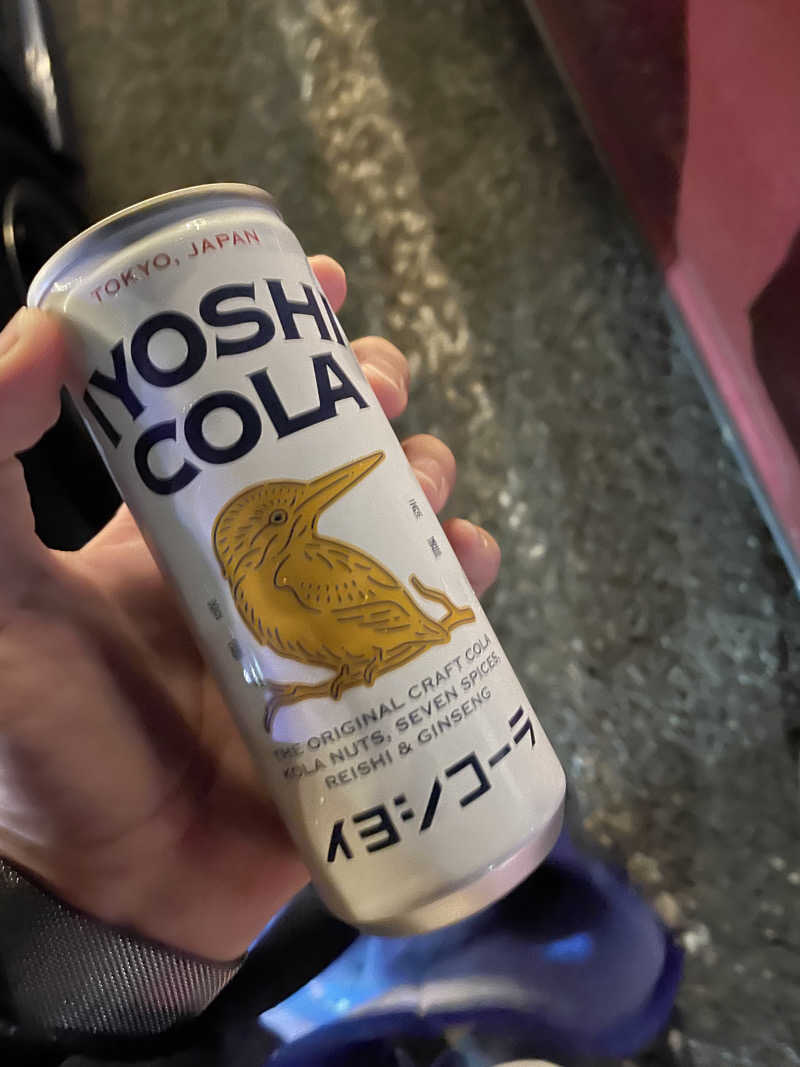 TOKYO, JAPAN
IYOSHI
COLA
THE ORIGINAL CRAFT COLA
KOLA NUTS, SEVEN SPICES,
REISHI & GINSENG
イヨシコーラ